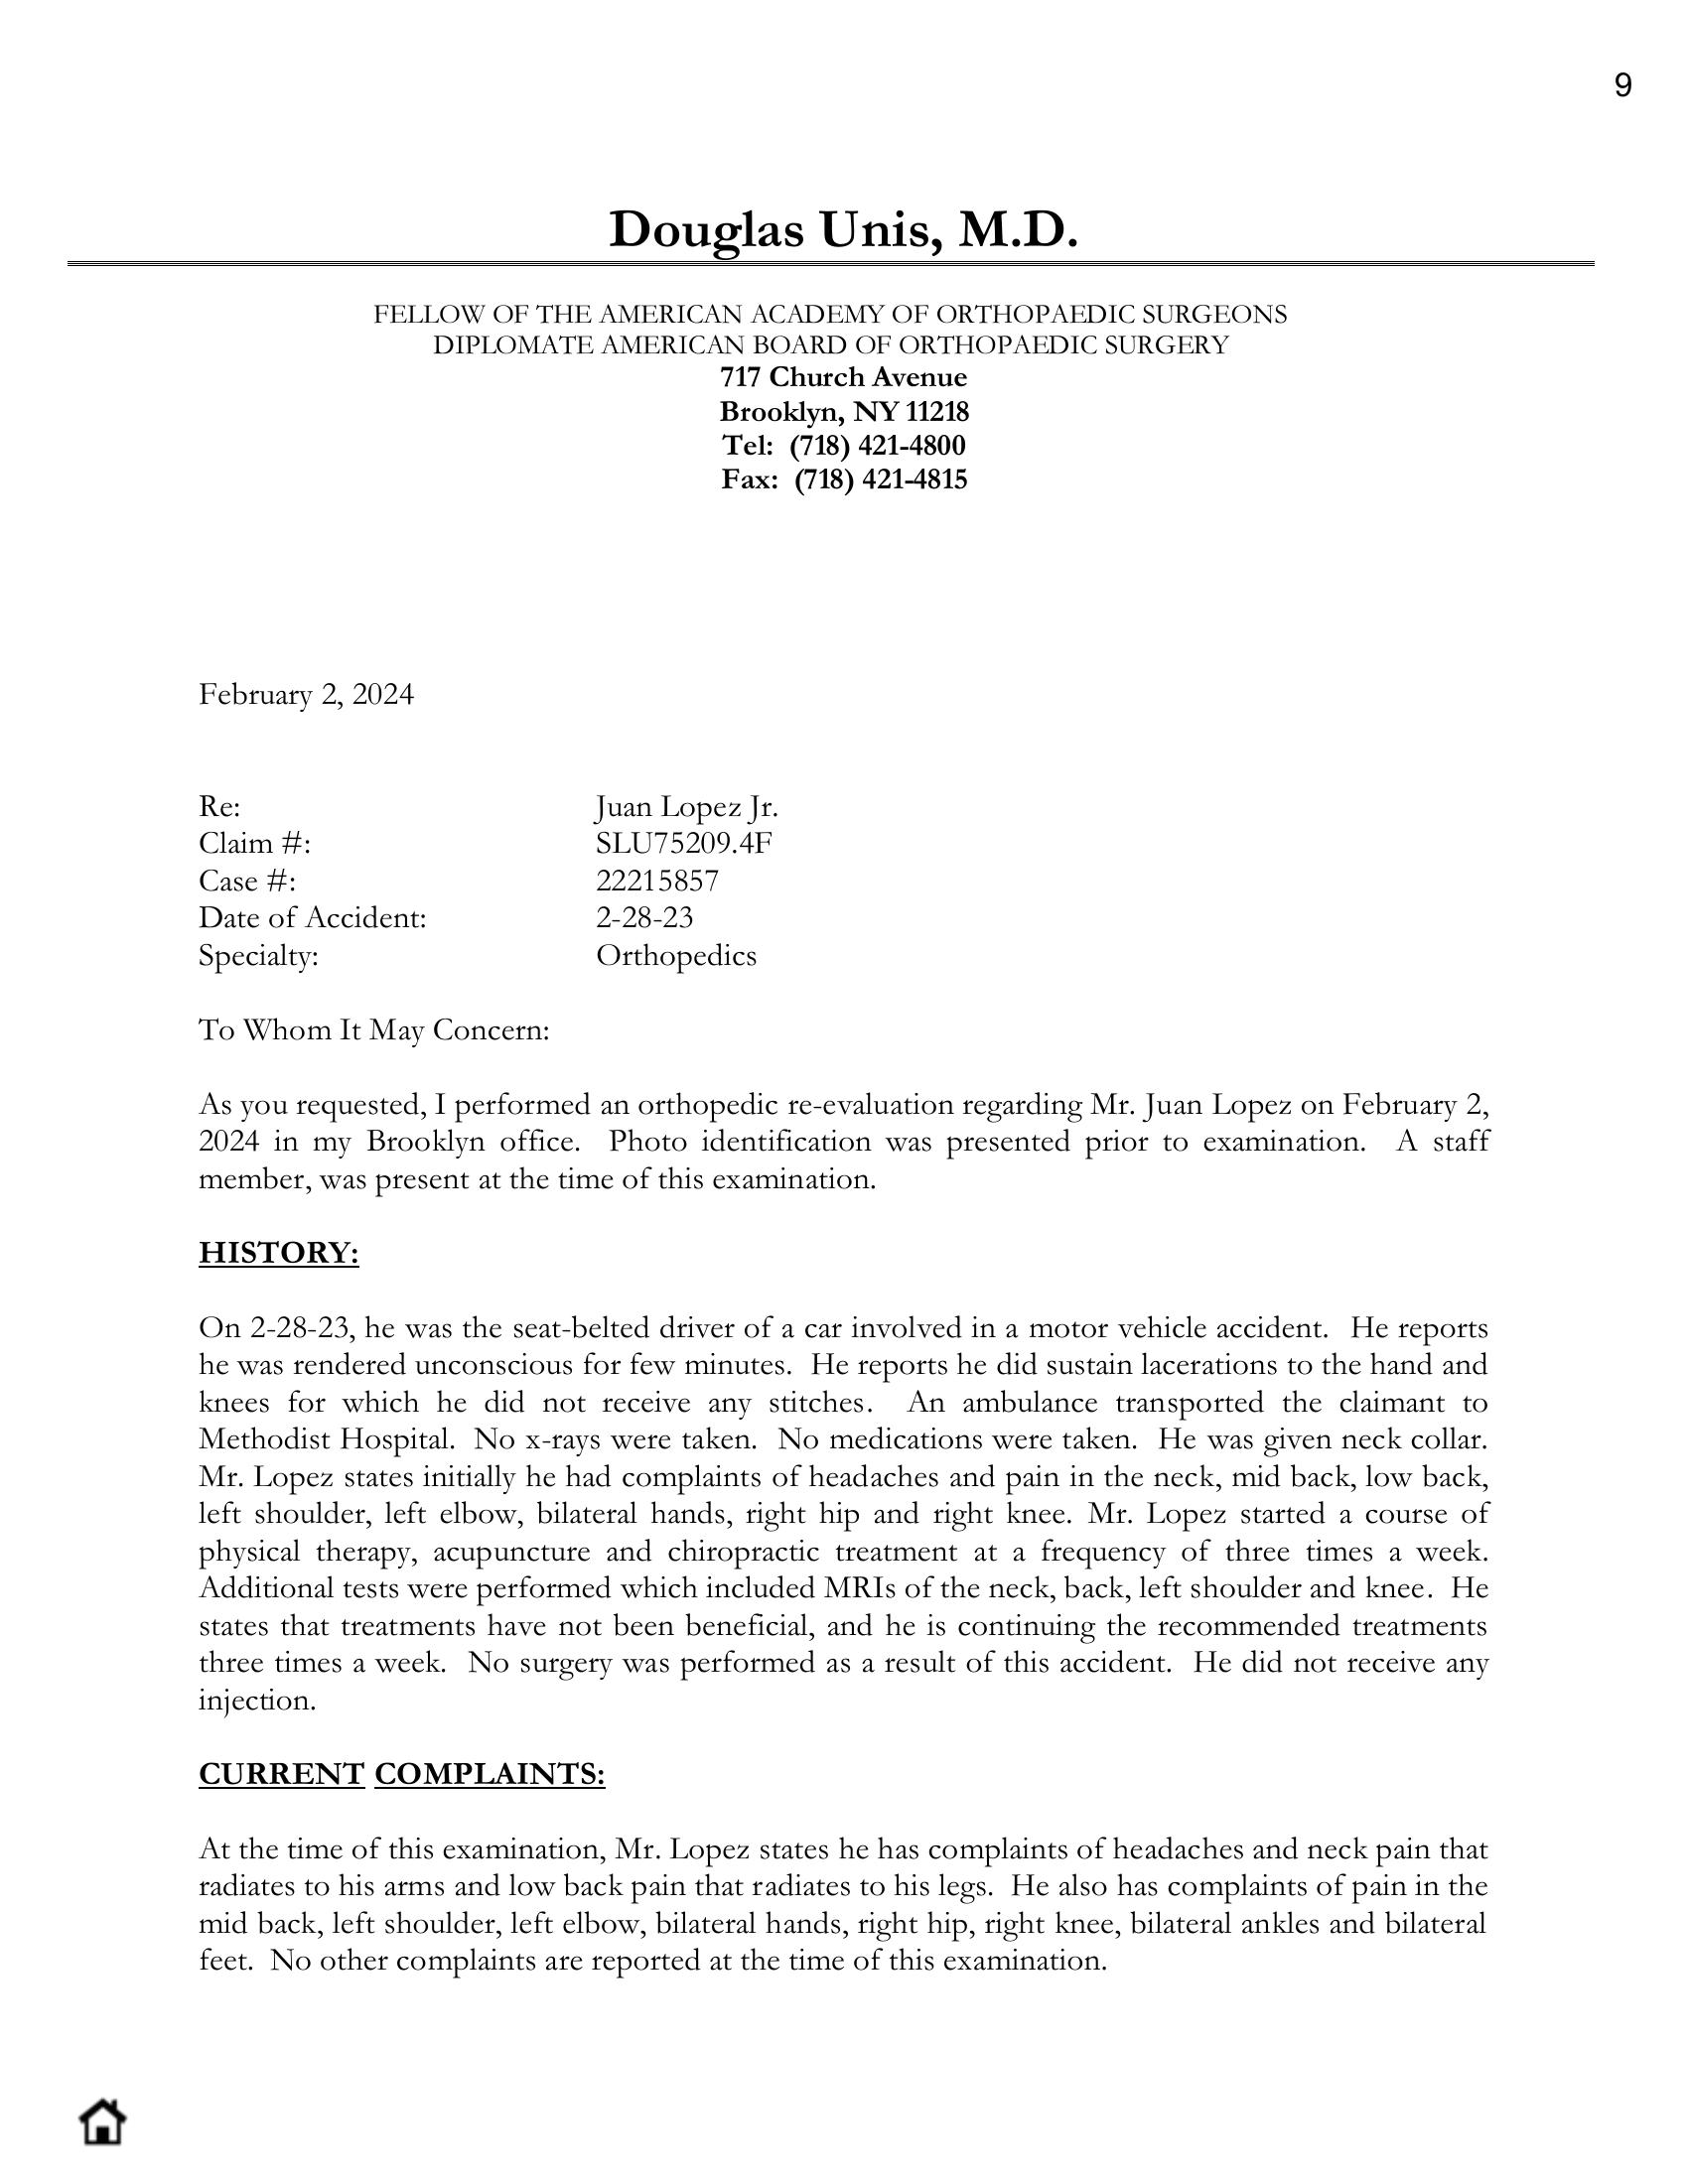 9
Douglas Unis, M.D.
FELLOW OF THE AMERICAN ACADEMY OF ORTHOPAEDIC SURGEONS
DIPLOMATE AMERICAN BOARD OF ORTHOPAEDIC SURGERY
717 Church Avenue
Brooklyn, NY 11218
Tel: (718) 421-4800
Fax: (718) 421-4815
February 2, 2024
Re: Juan Lopez Jr.
Claim #: SLU75209.4F
Case #: 22215857
Date of Accident: 2-28-23
Specialty: Orthopedics
To Whom It May Concern:
As you requested, I performed an orthopedic re-evaluation regarding Mr. Juan Lopez on February 2,
2024 in my Brooklyn office. Photo identification was presented prior to examination. A staff
member, was present at the time of this examination.
HISTORY:
On 2-28-23, he was the seat-belted driver of a car involved in a motor vehicle accident. He reports
he was rendered unconscious for few minutes. He reports he did sustain lacerations to the hand and
knees for which he did not receive any stitches. An ambulance transported the claimant to
Methodist Hospital. No x-rays were taken. No medications were taken. He was given neck collar.
Mr. Lopez states initially he had complaints of headaches and pain in the neck, mid back, low back,
left shoulder, left elbow, bilateral hands, right hip and right knee. Mr. Lopez started a course of
physical therapy, acupuncture and chiropractic treatment at a frequency of three times a week.
Additional tests were performed which included MRIs of the neck, back, left shoulder and knee. He
states that treatments have not been beneficial, and he is continuing the recommended treatments
three times a week. No surgery was performed as a result of this accident. He did not receive any
injection.
CURRENT COMPLAINTS:
At the time of this examination, Mr. Lopez states he has complaints of headaches and neck pain that
radiates to his arms and low back pain that radiates to his legs. He also has complaints of pain in the
mid back, left shoulder, left elbow, bilateral hands, right hip, right knee, bilateral ankles and bilateral
feet. No other complaints are reported at the time of this examination.